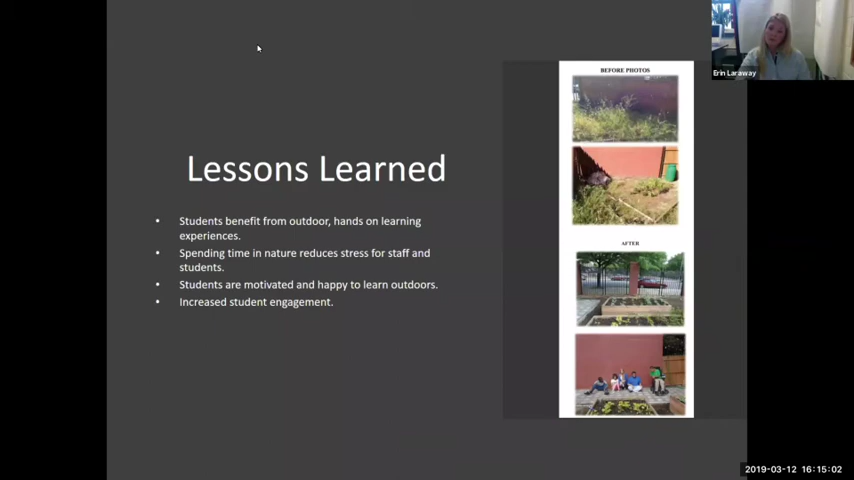 Erin Laraway
Lessons Learned
• Students benefit from outdoor, hands on learning
experiences.
• Spending time in nature reduces stress for staff and
students.
• Students are motivated and happy to learn outdoors.
• Increased student engagement.
BEFORE PHOTOS
AFTER
2019-03-12 16:15:02